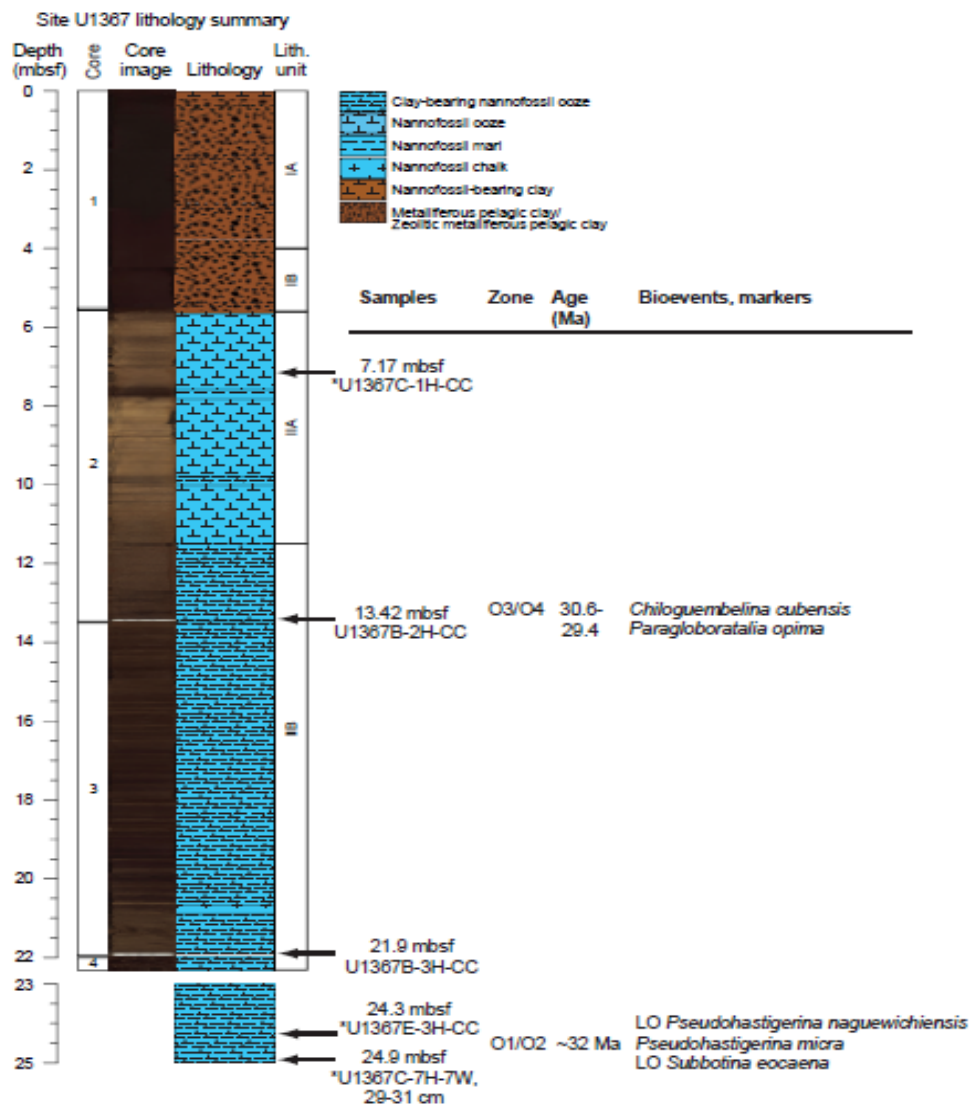 Site U1367 lithology summary
Depth (mbsf)
Core
Core image
Lithology
Lith. unit
0
2
4
6
8
10
12
14
16
18
20
22
23
25
1
2
3
4
IA
IB
IIA
IIB
Clay-bearing nannofossil ooze
Nannofossil ooze
Nannofossil marl
Nannofossil chalk
Nannofossil-bearing clay
Metalliferous pelagic clay/
Zeolitic metalliferous pelagic clay
Samples Zone Age (Ma) Bioevents, markers
7.17 mbsf
*U1367C-1H-CC
13.42 mbsf
U1367B-2H-CC
O3/O4 30.6-
29.4
Chiloguembelina cubensis
Paragloboratalia opima
21.9 mbsf
U1367B-3H-CC
24.3 mbsf
*U1367E-3H-CC
24.9 mbsf
*U1367C-7H-7W,
29-31 cm
O1/O2 ~32 Ma
LO Pseudohastigerina naguewichiensis
Pseudohastigerina micra
LO Subbotina eocaena